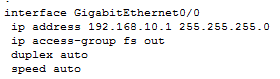 interface GigabitEthernet0/0
ip address 192.168.10.1 255.255.255.0
ip access-group fs out
duplex auto
speed auto